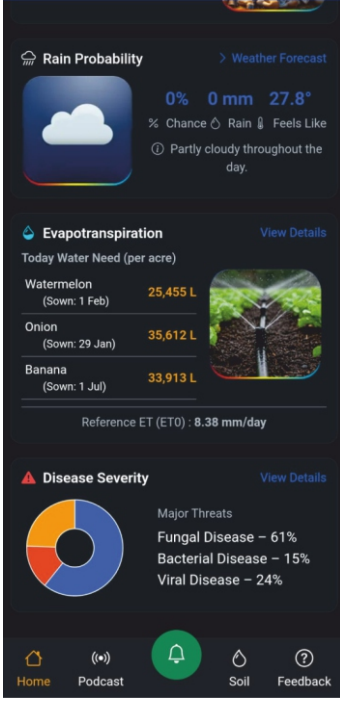 Rain Probability
> Weather Forecast
0% 0 mm 27.8°
% Chance Rain Feels Like
Partly cloudy throughout the
day.
Evapotranspiration
View Details
Today Water Need (per acre)
Watermelon
(Sown: 1 Feb)
25,455 L
Onion
(Sown: 29 Jan)
35,612 L
Banana
(Sown: 1 Jul)
33,913 L
Reference ET (ET0) : 8.38 mm/day
Disease Severity
View Details
Major Threats
Fungal Disease – 61%
Bacterial Disease – 15%
Viral Disease – 24%
Home Podcast Soil Feedback